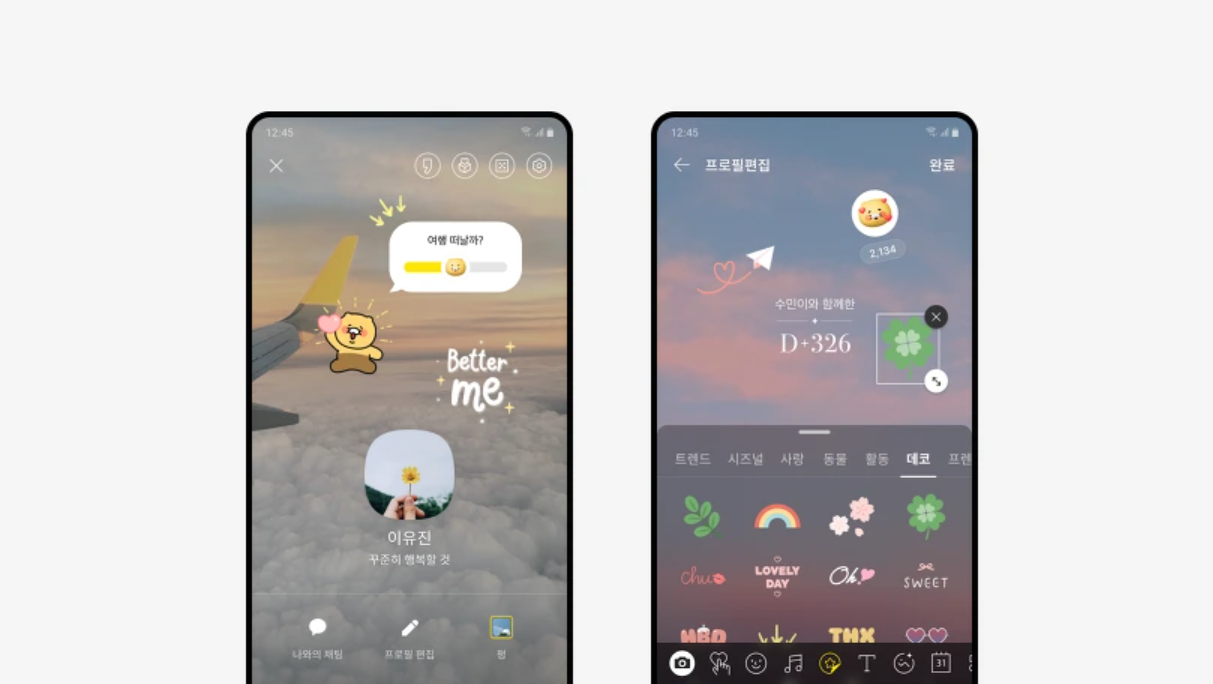 12:45
여행 떠날까?
Better
me
이유진
꾸준히 행복할 것
나와의 채팅
프로필 편집
펑
12:45
프로필편집
완료
2,134
수민이와 함께한
D+326
트렌드 시즈널 사랑 동물 활동 데코 프렌
chu
LOVELY
DAY
Oh.
SWEET
HBD
THX
T
31